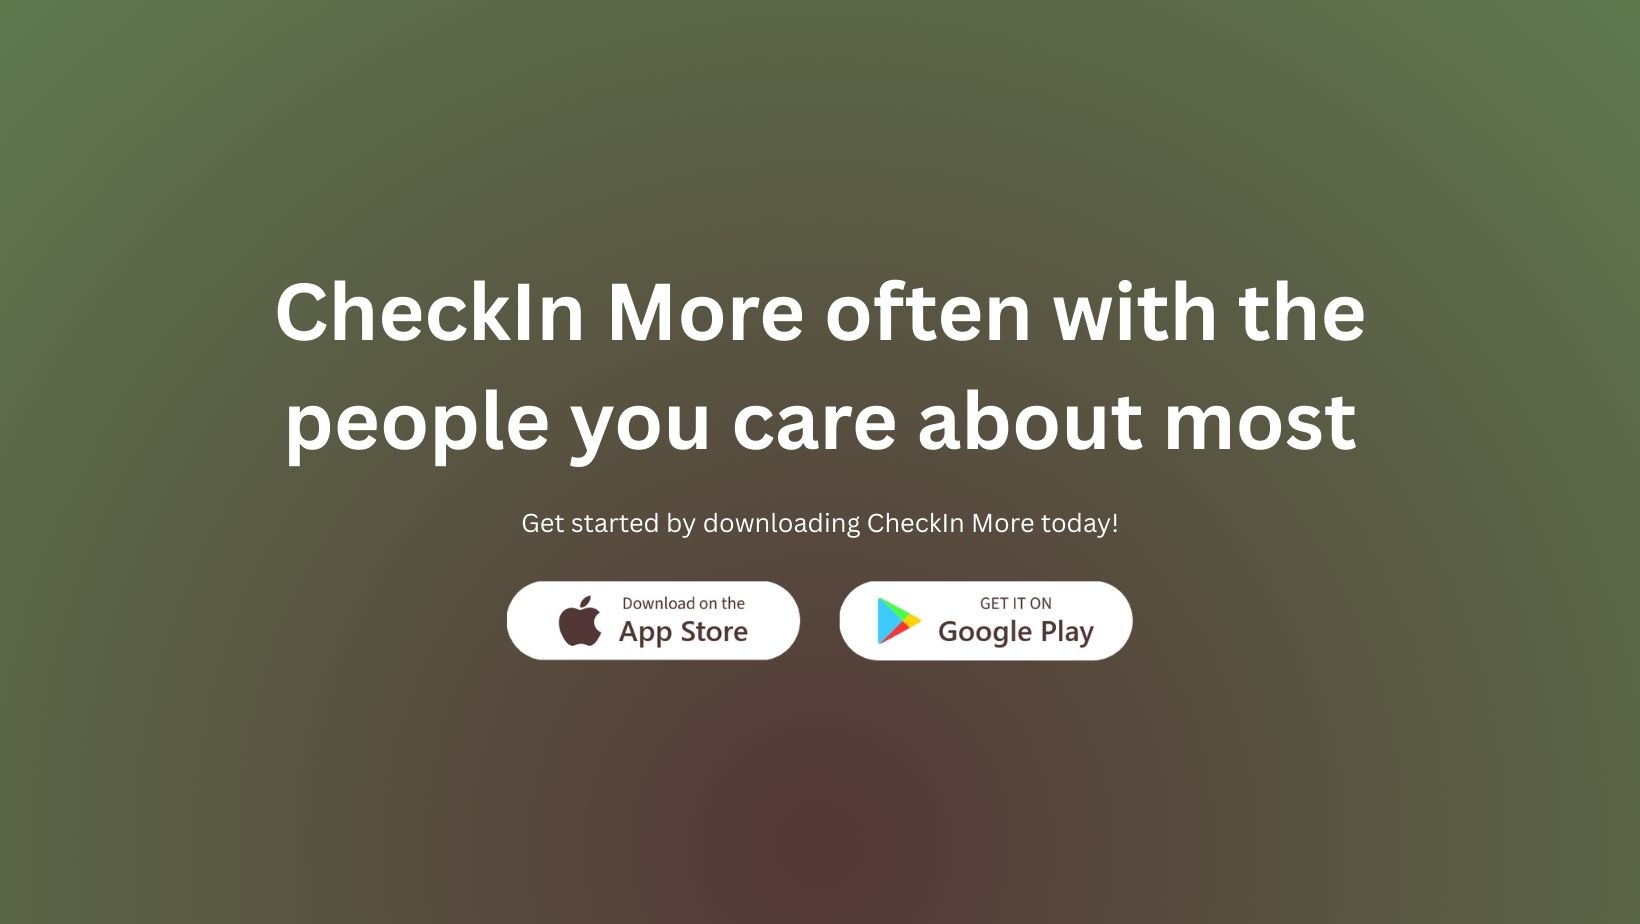 CheckIn More often with the
people you care about most
Get started by downloading CheckIn More today!
Download on the
App Store
GET IT ON
Google Play